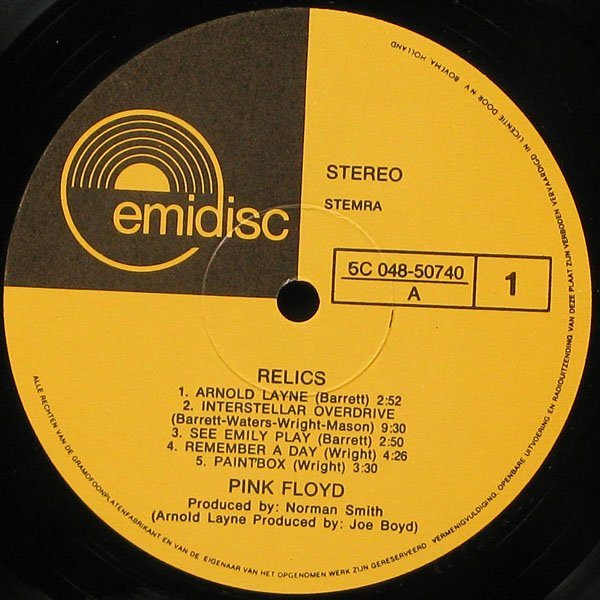 emidisc
STEREO
STEMRA
5C 048-50740
A
1
RELICS
1. ARNOLD LAYNE (Barrett) 2:52
2. INTERSTELLAR OVERDRIVE
(Barrett-Waters-Wright-Mason) 9:30
3. SEE EMILY PLAY (Barrett) 2:50
4. REMEMBER A DAY (Wright) 4:26
5. PAINTBOX (Wright) 3:30
PINK FLOYD
Produced by: Norman Smith
(Arnold Layne Produced by: Joe Boyd)
ALLE RECHTEN VAN DE GRAMOFOONPLATENFABRIKANT EN VAN DE EIGENAAR VAN HET OPGENOMEN WERK ZIJN GERESERVEERD. VERMENIGVULDIGING, OPENBARE UITVOERING EN RADIOUITZENDING VAN DEZE PLAAT ZIJN VERBODEN VERVAARDIGD IN LICENTIE DOOR N.V. BOVEMA HOLLAND